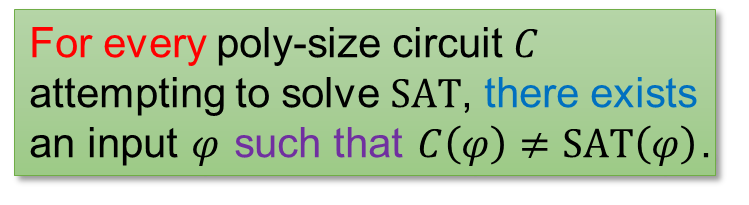 For every poly-size circuit 𝐶
attempting to solve SAT, there exists
an input 𝜑 such that 𝐶(𝜑) ≠ SAT(𝜑).